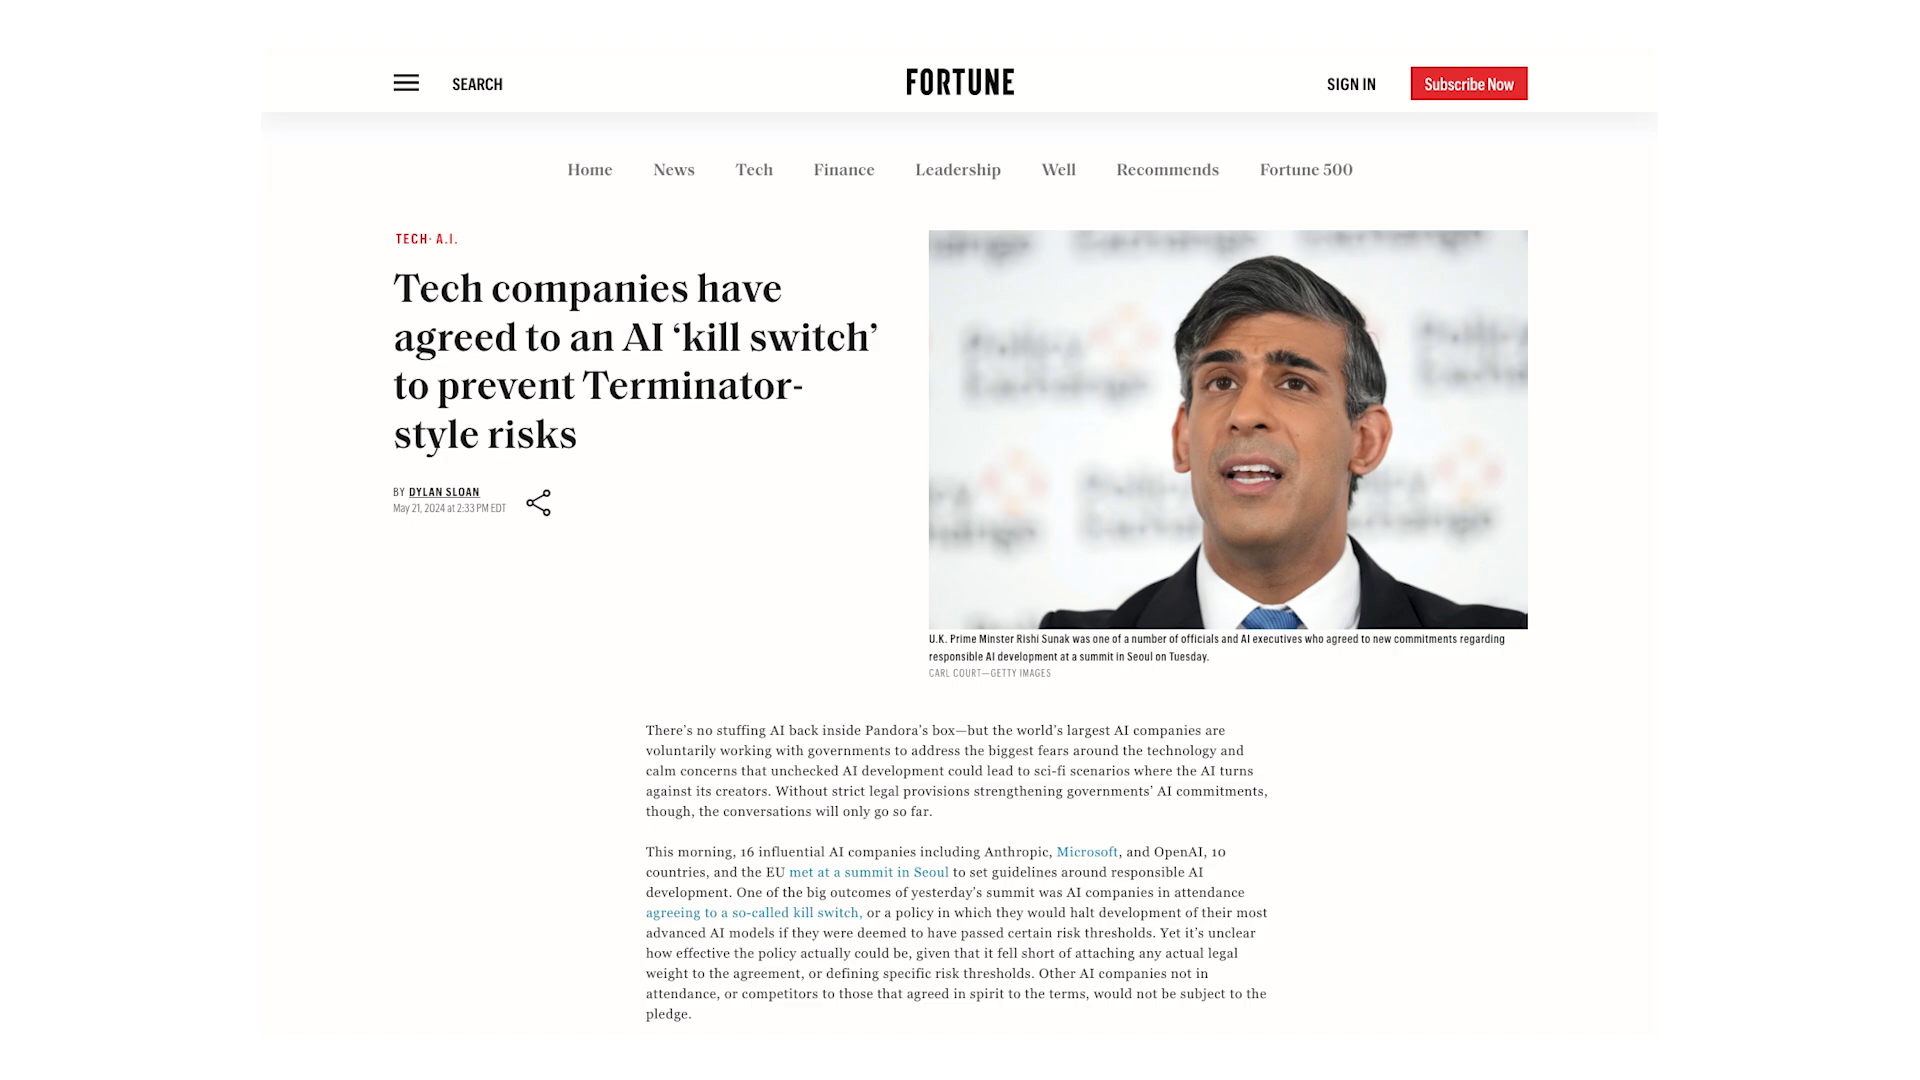 SEARCH
FORTUNE
SIGN IN
Subscribe Now
Home
News
Tech
Finance
Leadership
Well
Recommends
Fortune 500
TECH· A.I.
Tech companies have
agreed to an AI ‘kill switch’
to prevent Terminator-
style risks
BY DYLAN SLOAN
May 21, 2024 at 2:33 PM EDT
Policy
Exchange
U.K. Prime Minster Rishi Sunak was one of a number of officials and AI executives who agreed to new commitments regarding
responsible AI development at a summit in Seoul on Tuesday.
CARL COURT—GETTY IMAGES
There’s no stuffing AI back inside Pandora’s box—but the world’s largest AI companies are
voluntarily working with governments to address the biggest fears around the technology and
calm concerns that unchecked AI development could lead to sci-fi scenarios where the AI turns
against its creators. Without strict legal provisions strengthening governments’ AI commitments,
though, the conversations will only go so far.
This morning, 16 influential AI companies including Anthropic, Microsoft, and OpenAI, 10
countries, and the EU met at a summit in Seoul to set guidelines around responsible AI
development. One of the big outcomes of yesterday’s summit was AI companies in attendance
agreeing to a so-called kill switch, or a policy in which they would halt development of their most
advanced AI models if they were deemed to have passed certain risk thresholds. Yet it’s unclear
how effective the policy actually could be, given that it fell short of attaching any actual legal
weight to the agreement, or defining specific risk thresholds. Other AI companies not in
attendance, or competitors to those that agreed in spirit to the terms, would not be subject to the
pledge.